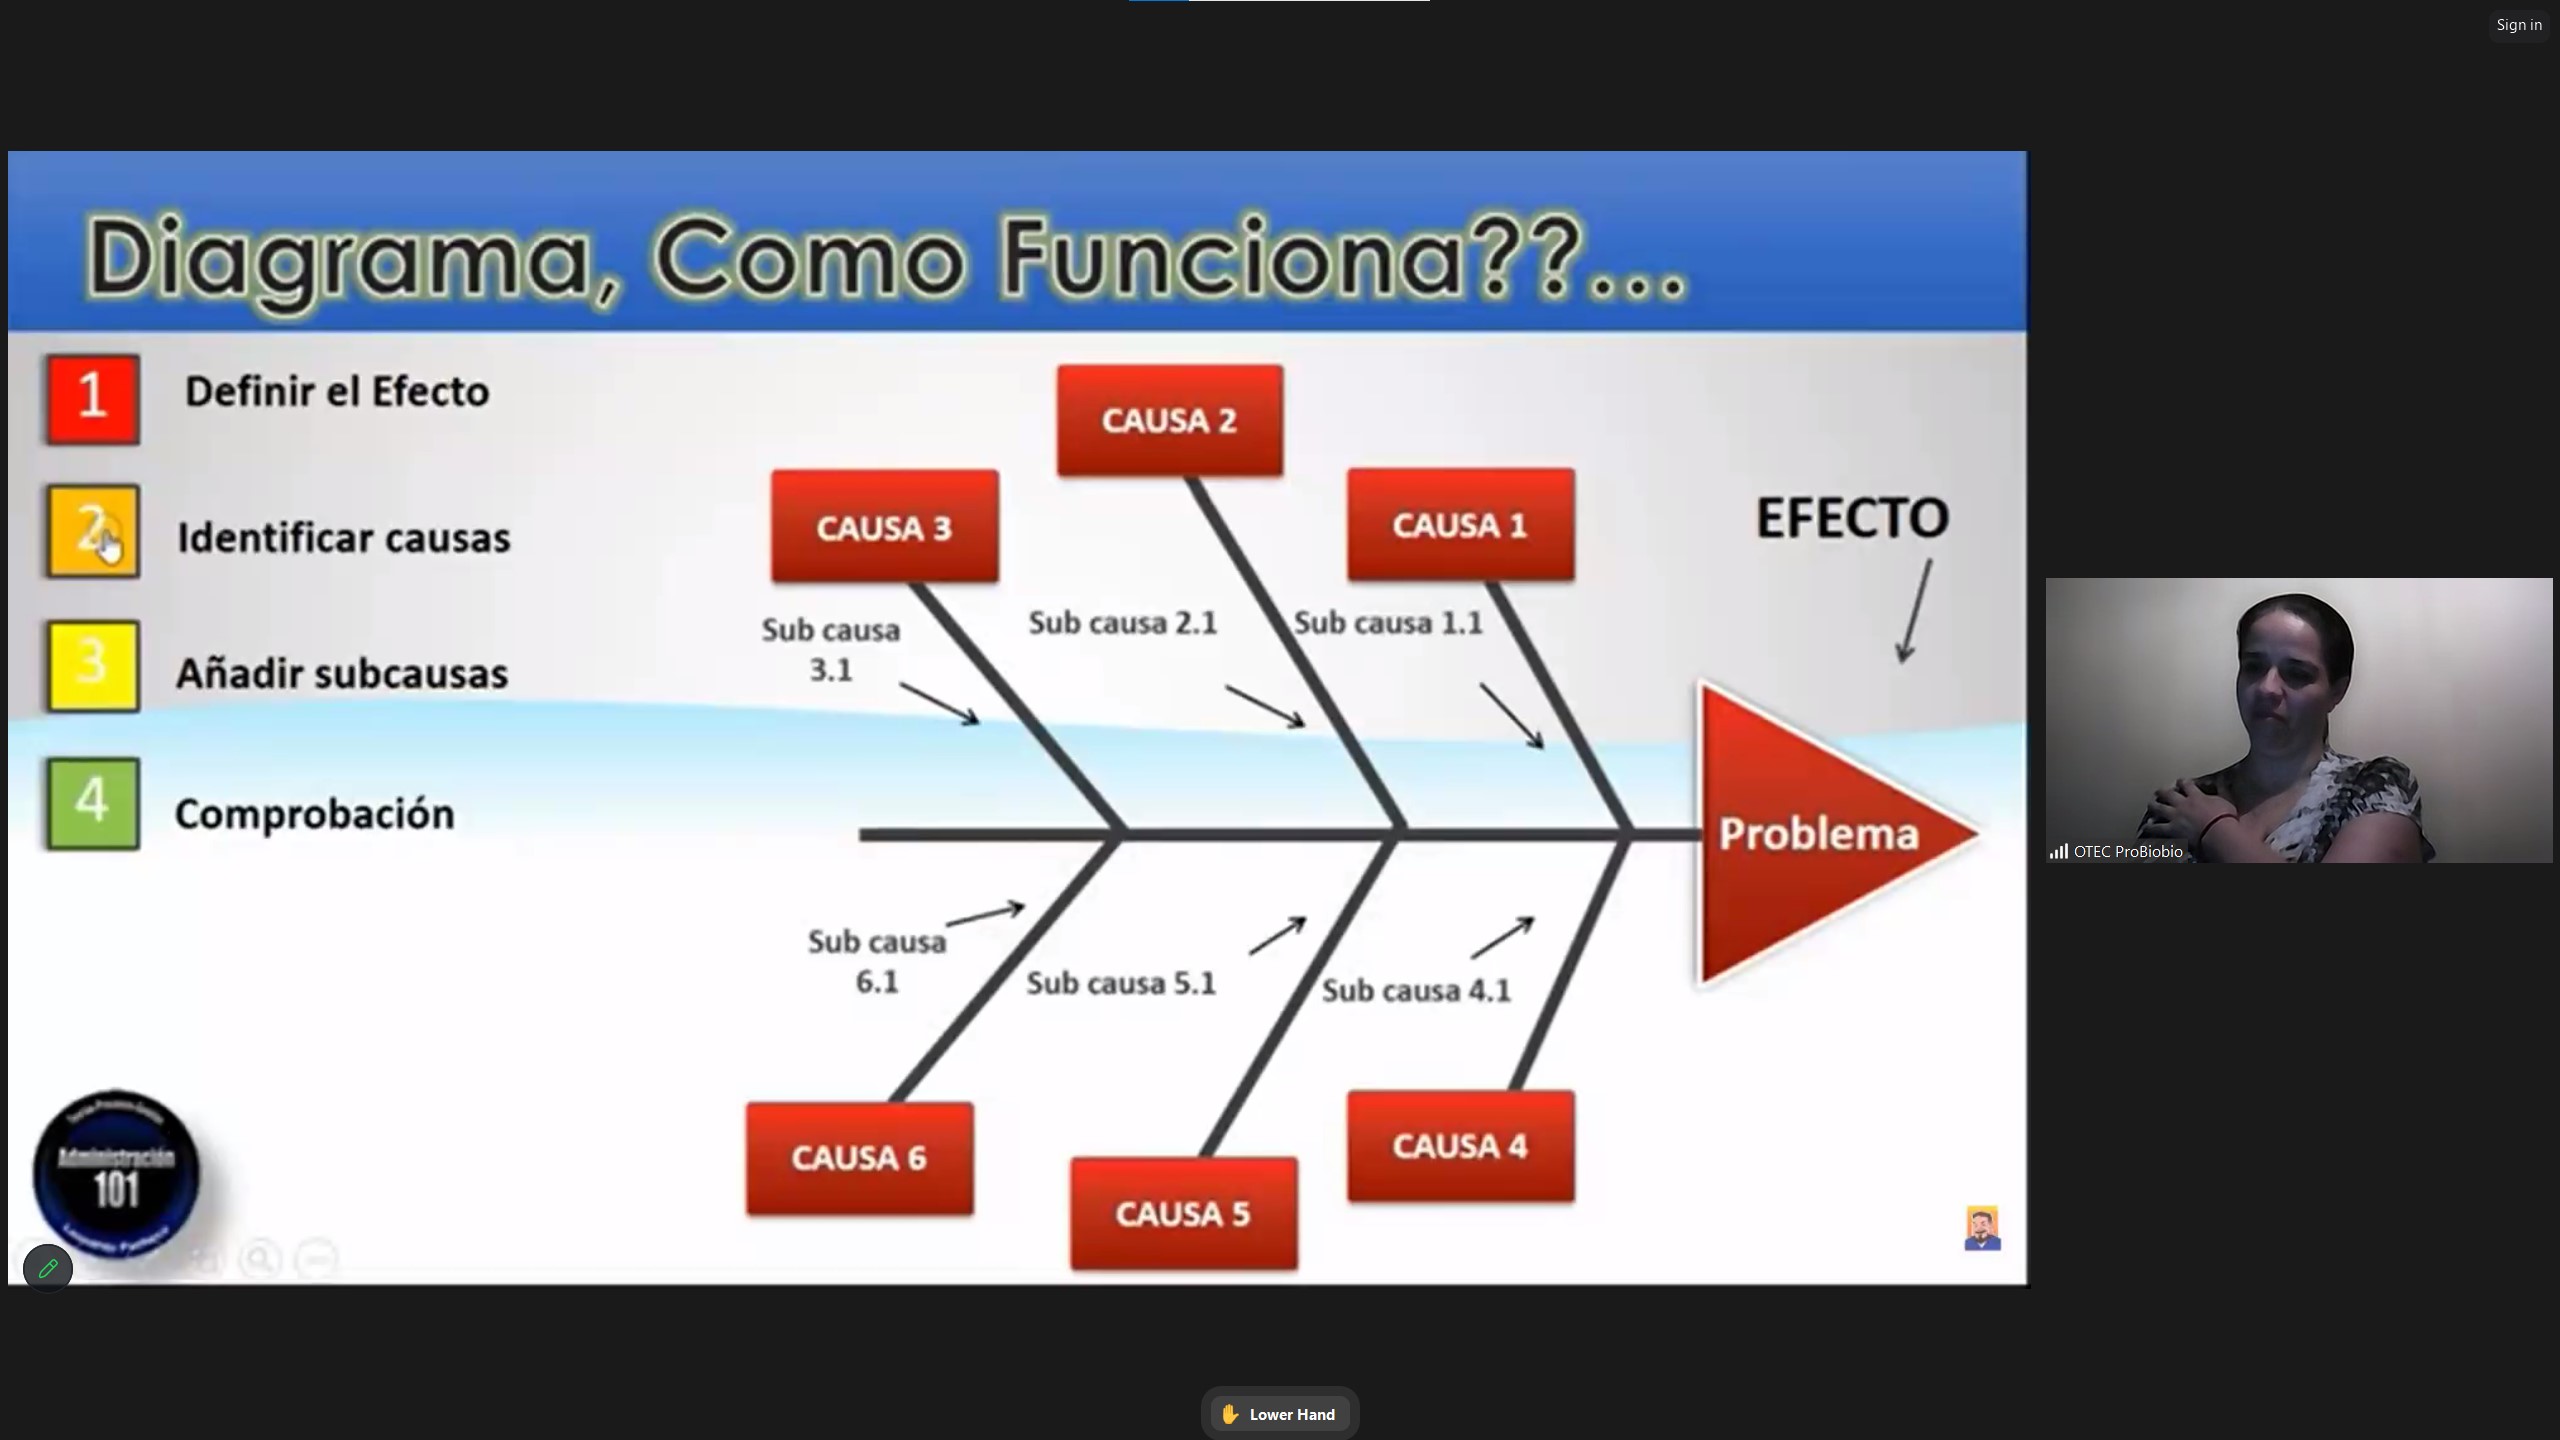 Sign in
Diagrama, Como Funciona??...
1
Definir el Efecto
2
Identificar causas
3
Añadir subcausas
4
Comprobación
CAUSA 2
CAUSA 3
CAUSA 1
EFECTO
Sub causa
3.1
Sub causa 2.1
Sub causa 1.1
Problema
Sub causa
6.1
Sub causa 5.1
Sub causa 4.1
CAUSA 6
CAUSA 5
CAUSA 4
Administración
101
OTEC ProBiobio
Lower Hand